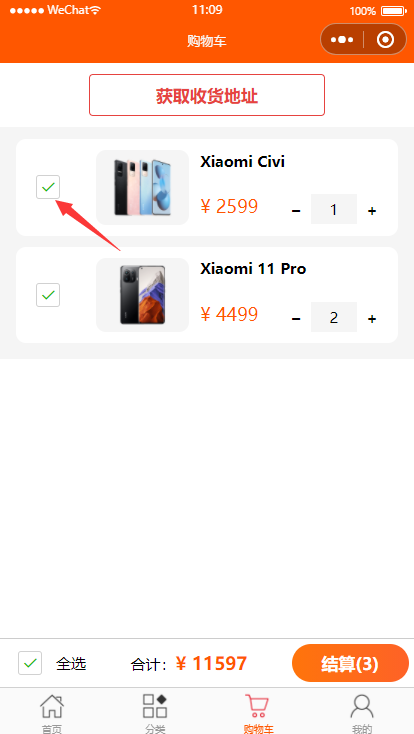 WeChat 11:09 100%
购物车
获取收货地址
Xiaomi Civi
¥ 2599 - 1 +
Xiaomi 11 Pro
¥ 4499 - 2 +
全选 合计: ¥ 11597 结算(3)
首页 分类 购物车 我的